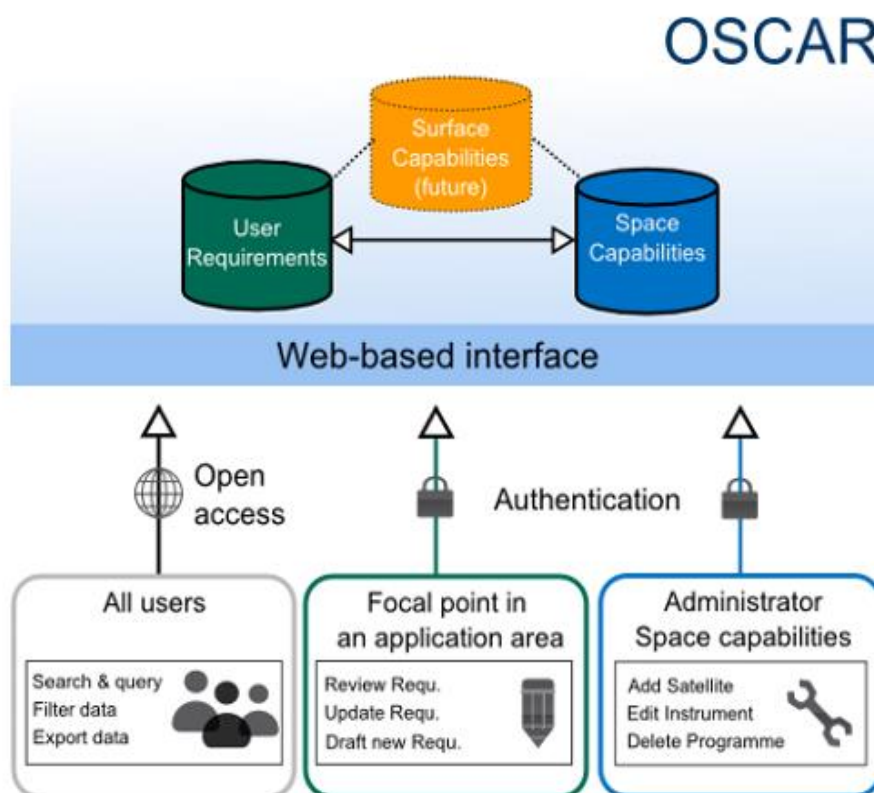 OSCAR
Surface
Capabilities
(future)
User
Requirements
Space
Capabilities
Web-based interface
Open
access
Authentication
All users
Search & query
Filter data
Export data
Focal point in
an application area
Review Requ.
Update Requ.
Draft new Requ.
Administrator
Space capabilities
Add Satellite
Edit Instrument
Delete Programme